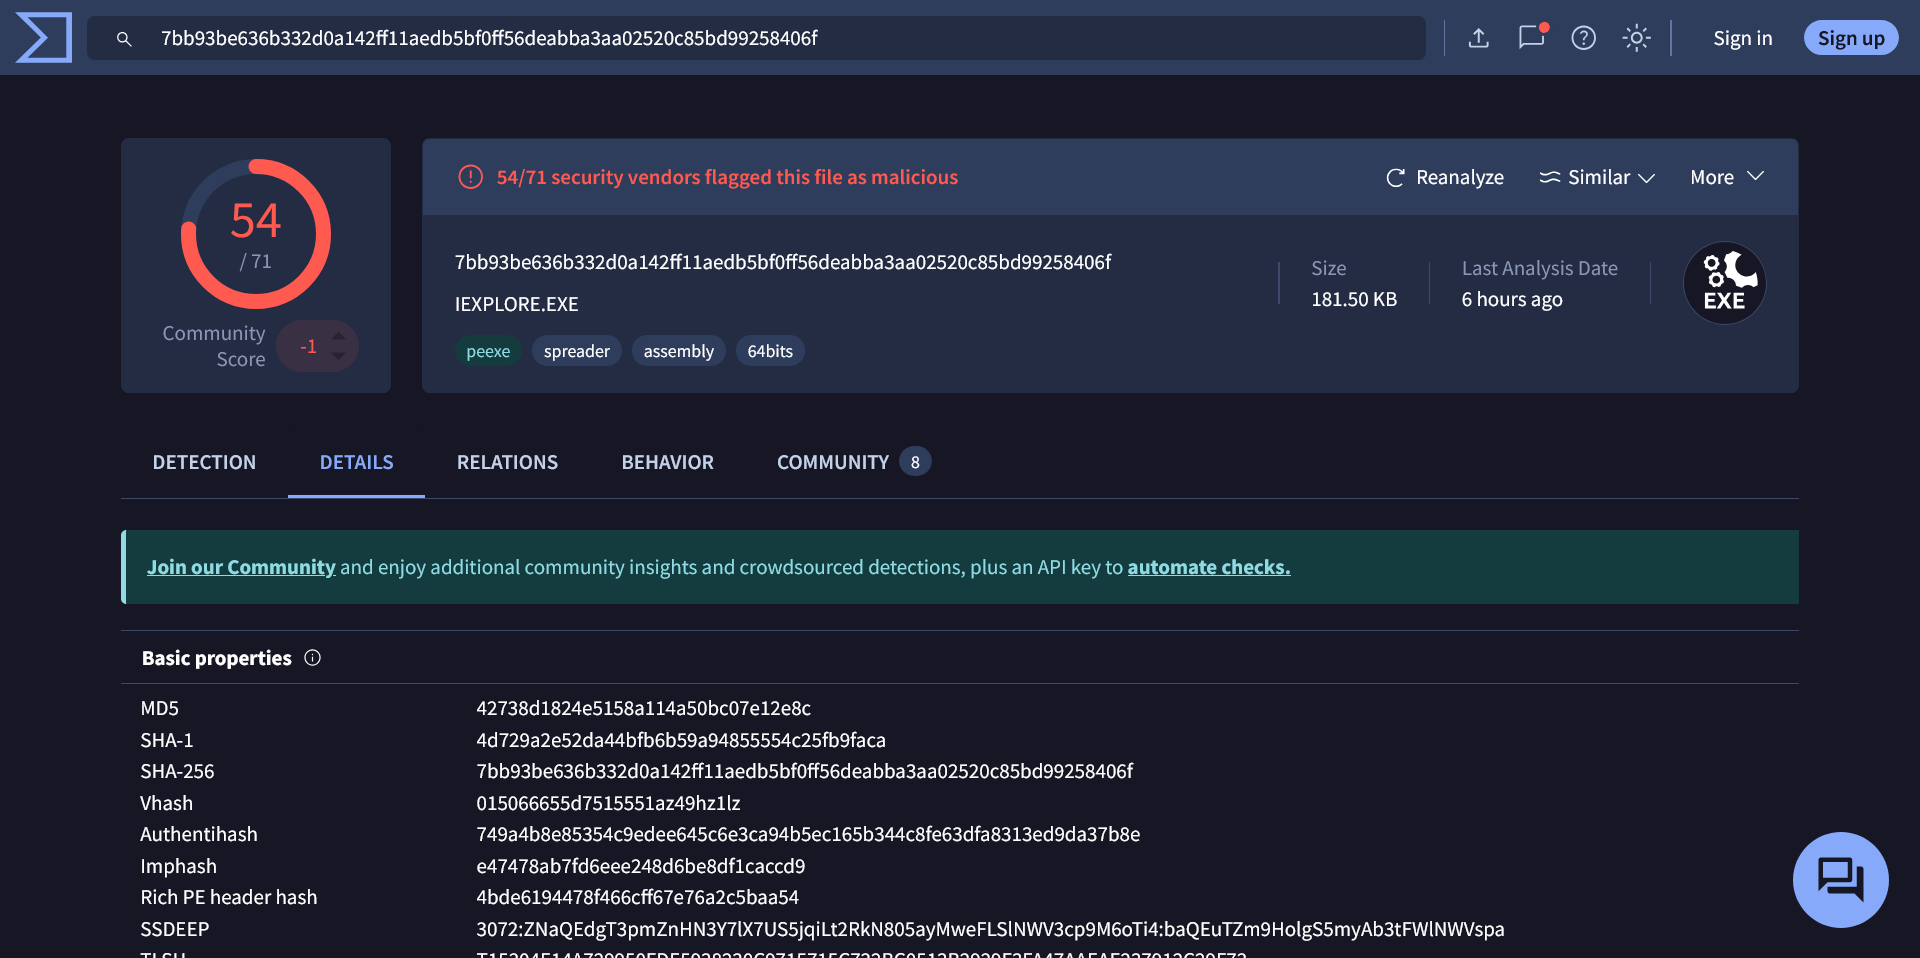 7bb93be636b332d0a142ff11aedb5bf0ff56deabba3aa02520c85bd99258406f
Sign in
Sign up
54
/ 71
Community Score
-1
54/71 security vendors flagged this file as malicious
Reanalyze
Similar
More
7bb93be636b332d0a142ff11aedb5bf0ff56deabba3aa02520c85bd99258406f
IEXPLORE.EXE
peexe
spreader
assembly
64bits
Size
181.50 KB
Last Analysis Date
6 hours ago
EXE
DETECTION
DETAILS
RELATIONS
BEHAVIOR
COMMUNITY 8
Join our Community and enjoy additional community insights and crowdsourced detections, plus an API key to automate checks.
Basic properties
MD5 42738d1824e5158a114a50bc07e12e8c
SHA-1 4d729a2e52da44bfb6b59a94855554c25fb9faca
SHA-256 7bb93be636b332d0a142ff11aedb5bf0ff56deabba3aa02520c85bd99258406f
Vhash 015066655d7515551az49hz1lz
Authentihash 749a4b8e85354c9edee645c6e3ca94b5ec165b344c8fe63dfa8313ed9da37b8e
Imphash e47478ab7fd6eee248d6be8df1caccd9
Rich PE header hash 4bde6194478f466cff67e76a2c5baa54
SSDEEP 3072:ZNaQEdgT3pmZnHN3Y7lX7US5jqiLt2RkN805ayMweFLSlNWV3cp9M6oTi4:baQEuTZm9HolgS5myAb3tFWlNWVspa